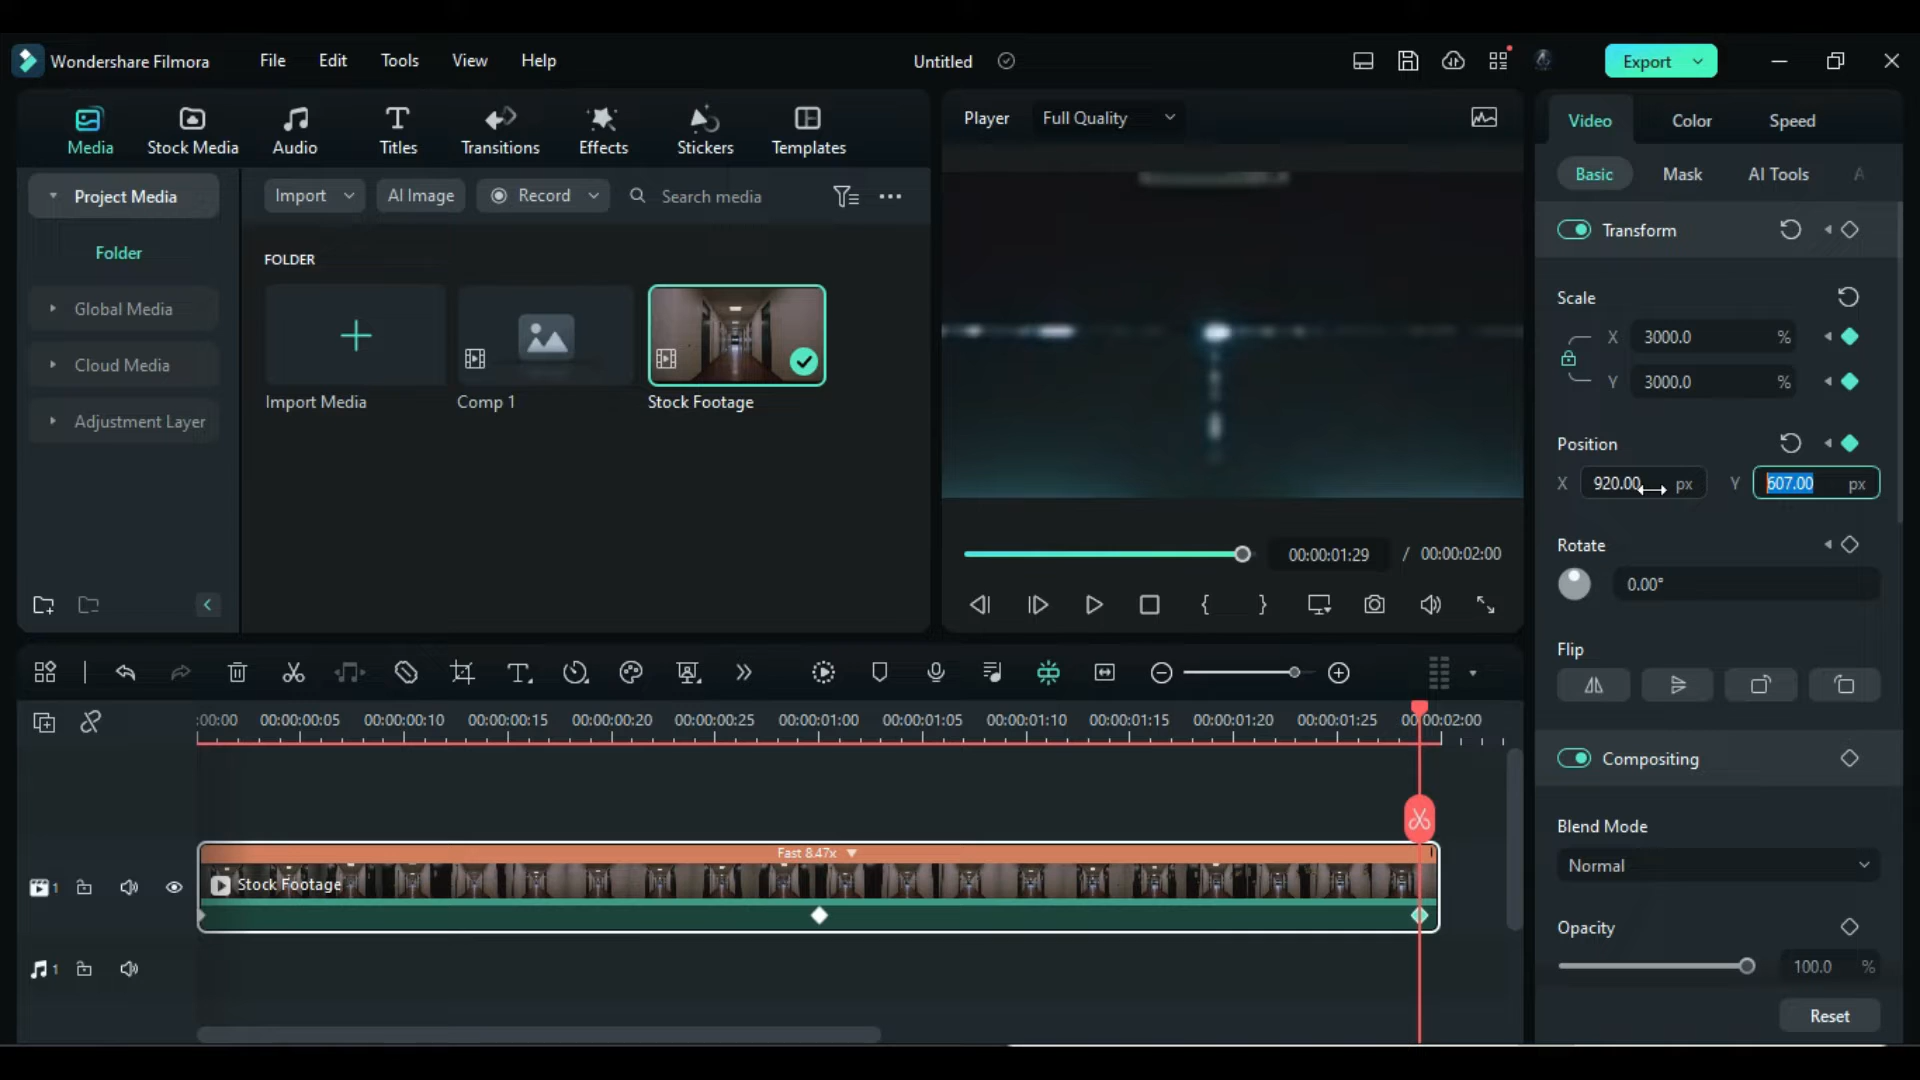 Wondershare Filmora
File
Edit
Tools
View
Help
Untitled
Export
Media
Stock Media
Audio
Titles
Transitions
Effects
Stickers
Templates
Player
Full Quality
Video
Color
Speed
Basic
Mask
AI Tools
A
Project Media
Folder
Global Media
Cloud Media
Adjustment Layer
Import
AI Image
Record
Search media
FOLDER
Import Media
Comp 1
Stock Footage
Transform
Scale
X 3000.0 %
Y 3000.0 %
Position
X 920.00 px Y 607.00 px
Rotate
0.00°
Flip
00:00:01:29 / 00:00:02:00
:00:00 00:00:00:05 00:00:00:10 00:00:00:15 00:00:00:20 00:00:00:25 00:00:01:00 00:00:01:05 00:00:01:10 00:00:01:15 00:00:01:20 00:00:01:25 00:00:02:00
Fast 8.47x
Stock Footage
1
1
Compositing
Blend Mode
Normal
Opacity
100.0 %
Reset